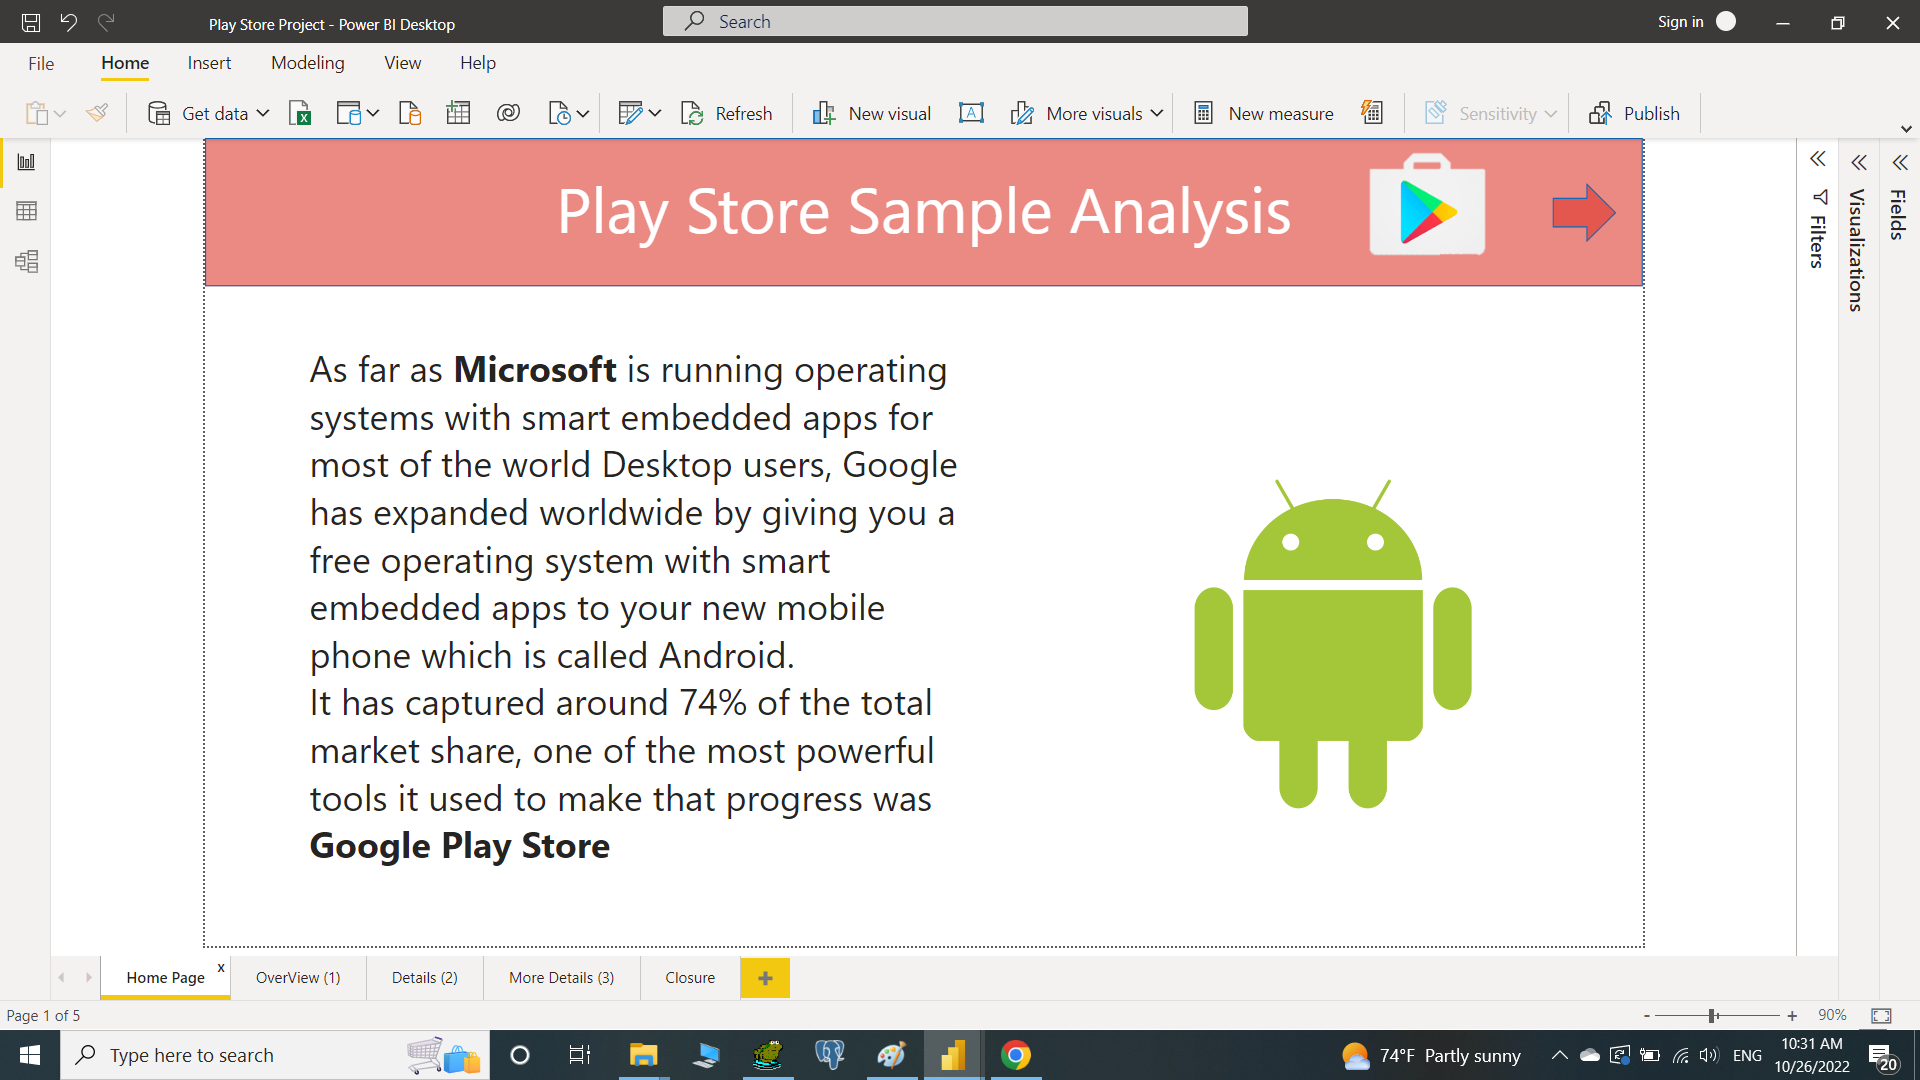 Play Store Project - Power BI Desktop
Search
Sign in
File Home Insert Modeling View Help
Get data Refresh New visual More visuals New measure Sensitivity Publish
Play Store Sample Analysis
Filters
Visualizations
Fields
As far as Microsoft is running operating
systems with smart embedded apps for
most of the world Desktop users, Google
has expanded worldwide by giving you a
free operating system with smart
embedded apps to your new mobile
phone which is called Android.
It has captured around 74% of the total
market share, one of the most powerful
tools it used to make that progress was
Google Play Store
Home Page x OverView (1) Details (2) More Details (3) Closure +
Page 1 of 5
- + 90%
Type here to search
74°F Partly sunny
ENG
10:31 AM
10/26/2022
20